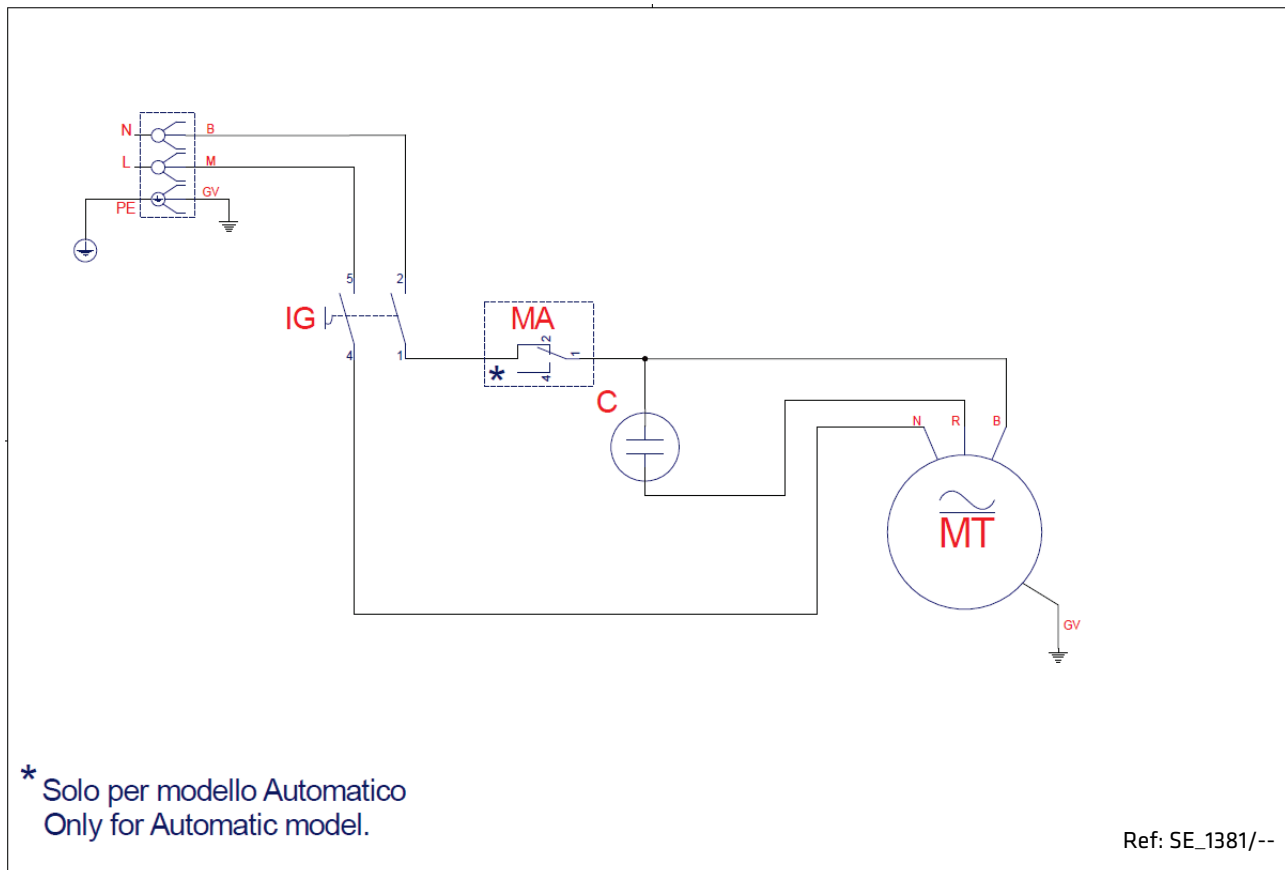 N B
L M
PE GV
5 2
IG
4 1
MA
2
1
4
*
C
N R B
MT
GV
* Solo per modello Automatico
Only for Automatic model.
Ref: SE_1381/--